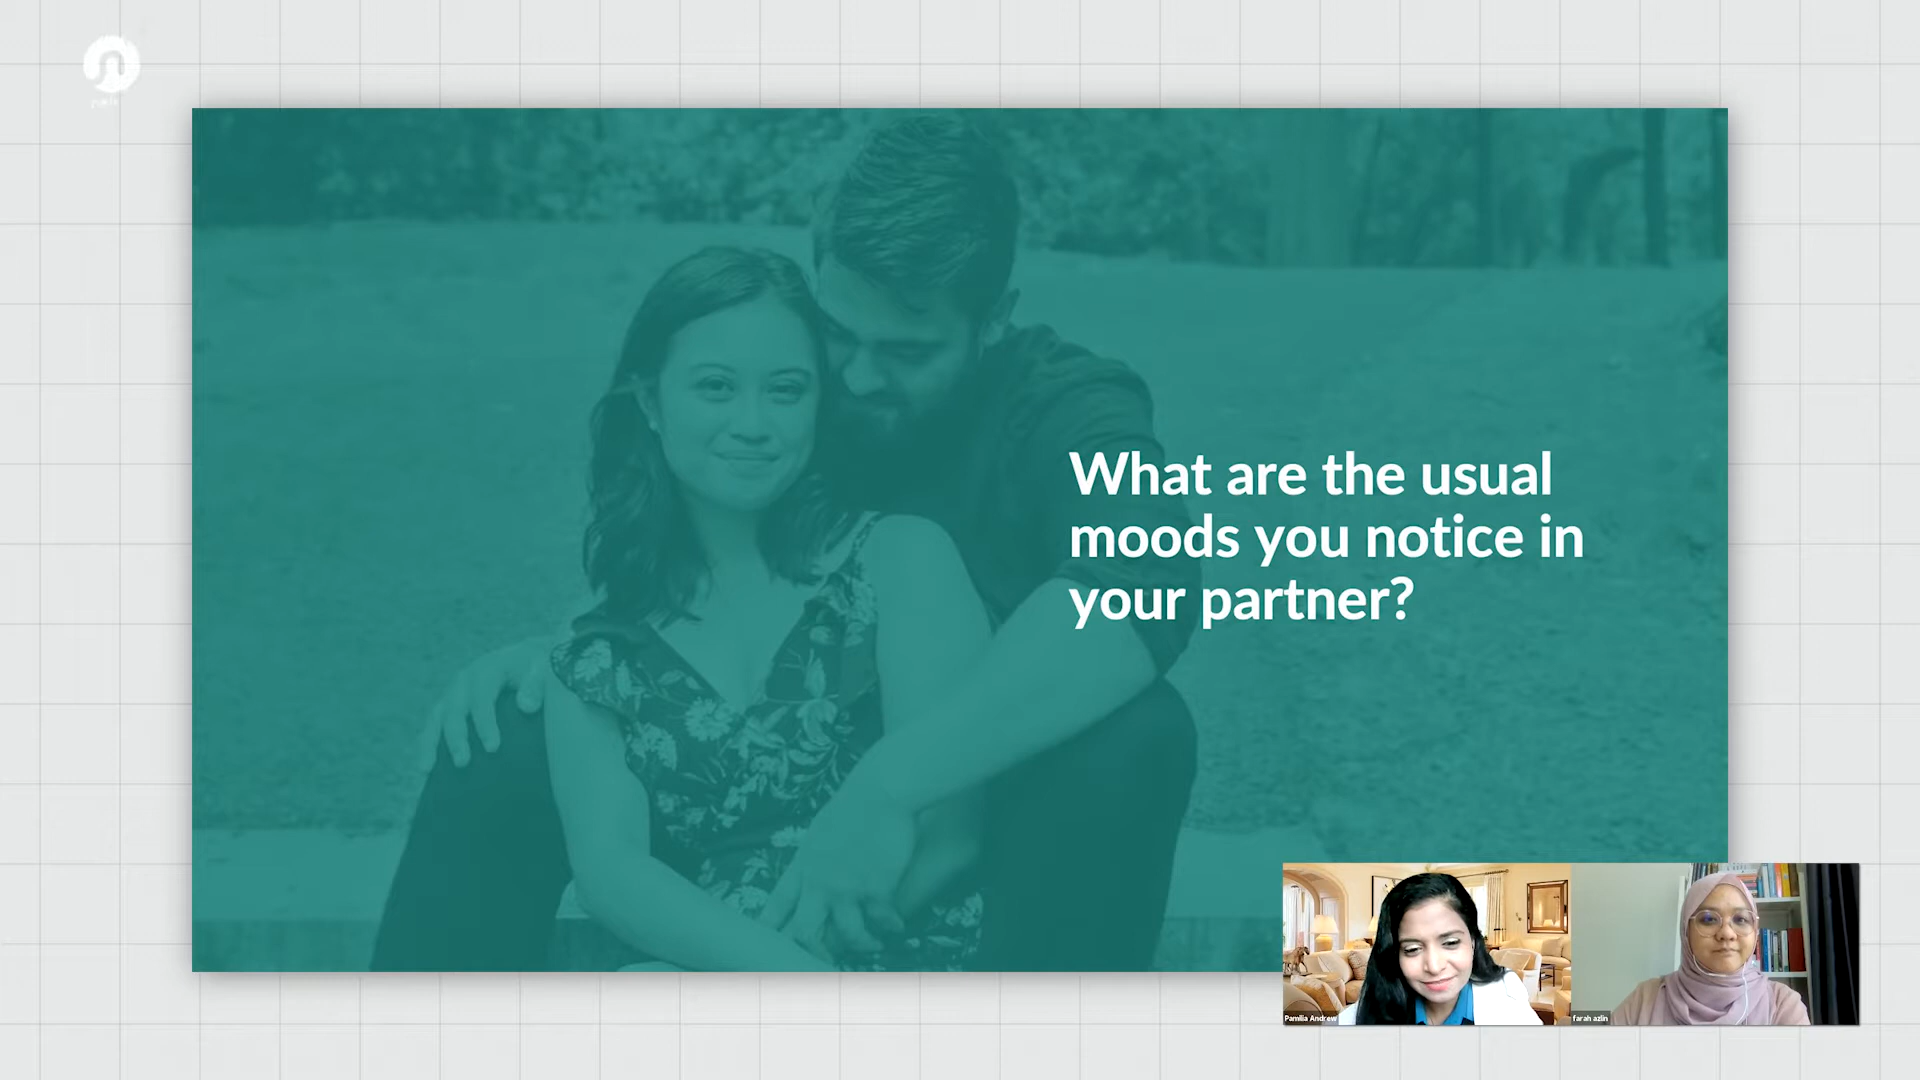 What are the usual
moods you notice in
your partner?
Pamilia Andrew
farah azlin